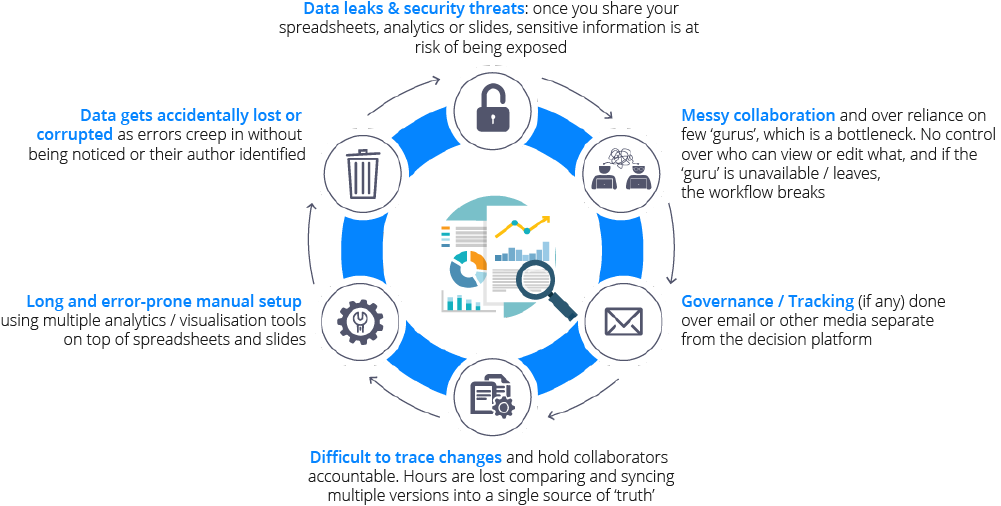 Data leaks & security threats: once you share your
spreadsheets, analytics or slides, sensitive information is at
risk of being exposed
Messy collaboration and over reliance on
few ‘gurus’, which is a bottleneck. No control
over who can view or edit what, and if the
‘guru’ is unavailable / leaves,
the workflow breaks
Governance / Tracking (if any) done
over email or other media separate
from the decision platform
Difficult to trace changes and hold collaborators
accountable. Hours are lost comparing and syncing
multiple versions into a single source of ‘truth’
Long and error-prone manual setup
using multiple analytics / visualisation tools
on top of spreadsheets and slides
Data gets accidentally lost or
corrupted as errors creep in without
being noticed or their author identified